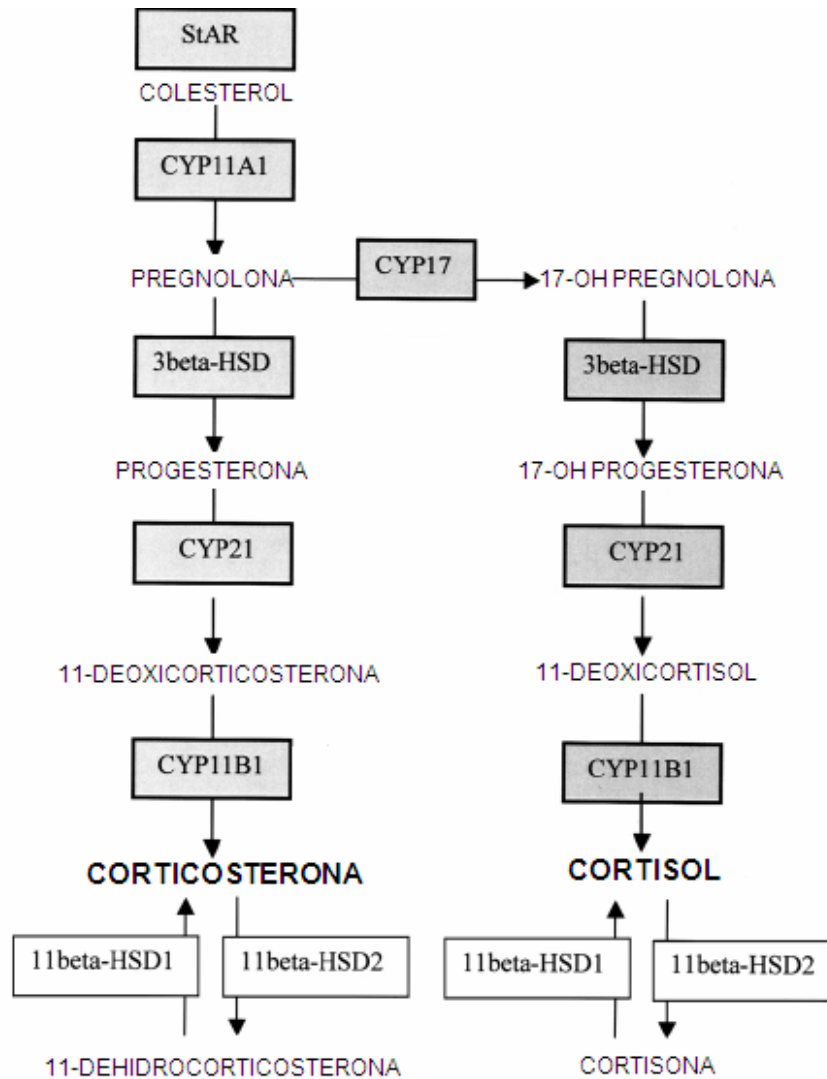 StAR
COLESTEROL
CYP11A1
PREGNOLONA
CYP17
17-OH PREGNOLONA
3beta-HSD
3beta-HSD
PROGESTERONA
17-OH PROGESTERONA
CYP21
CYP21
11-DEOXICORTICOSTERONA
11-DEOXICORTISOL
CYP11B1
CYP11B1
CORTICOSTERONA
CORTISOL
11beta-HSD1
11beta-HSD2
11beta-HSD1
11beta-HSD2
11-DEHIDROCORTICOSTERONA
CORTISONA